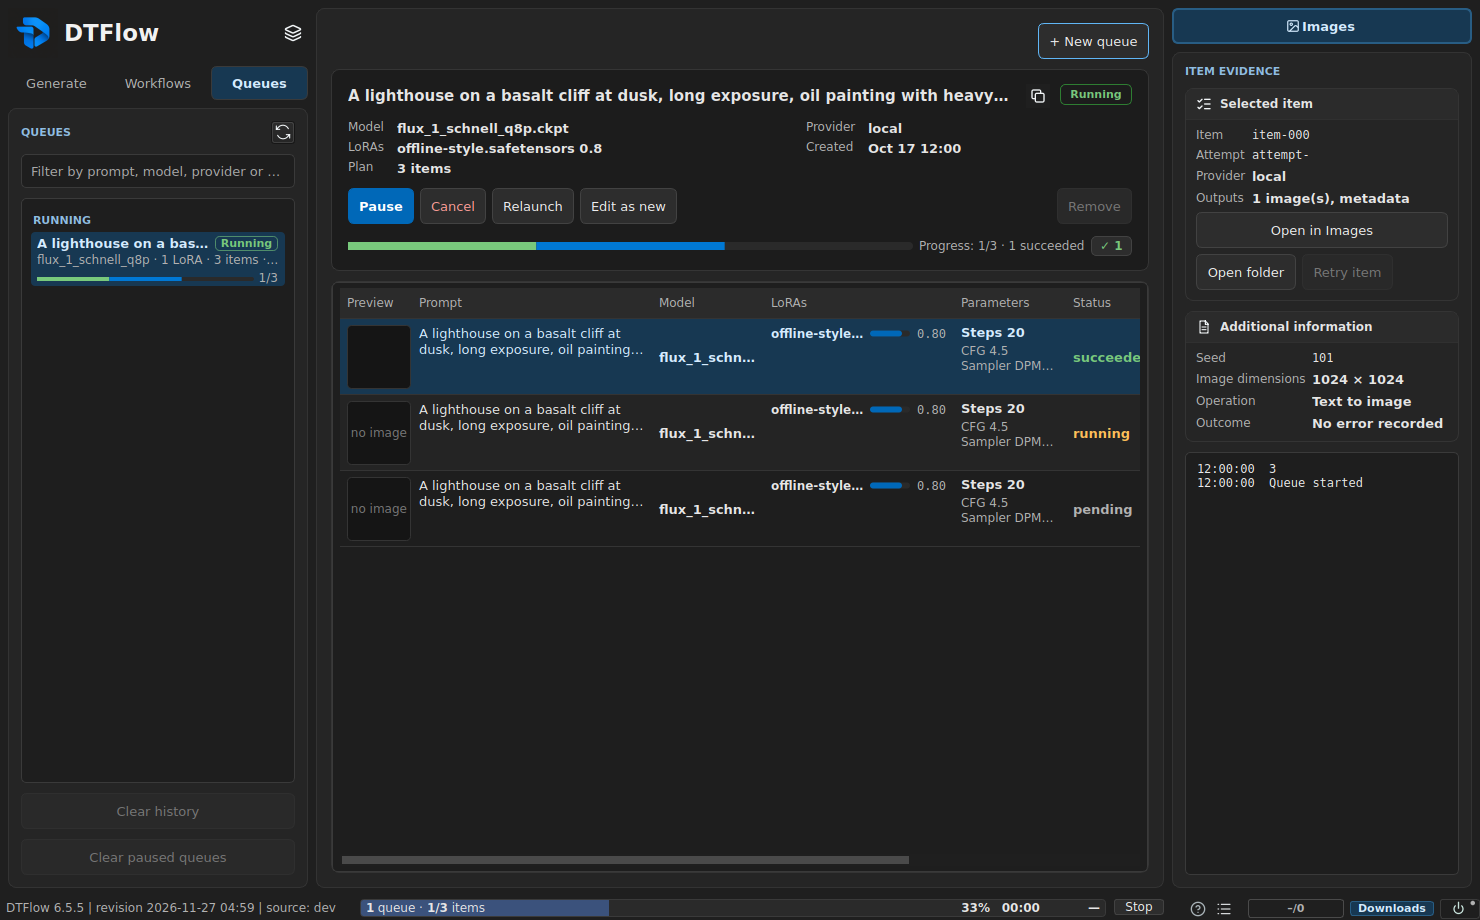 DTFlow
Generate
Workflows
Queues
QUEUES
Filter by prompt, model, provider or ...
RUNNING
A lighthouse on a bas...
Running
flux_1_schnell_q8p · 1 LoRA · 3 items ·...
1/3
Clear history
Clear paused queues
+ New queue
A lighthouse on a basalt cliff at dusk, long exposure, oil painting with heavy...
Running
Model flux_1_schnell_q8p.ckpt
Provider local
LoRAs offline-style.safetensors 0.8
Created Oct 17 12:00
Plan 3 items
Pause
Cancel
Relaunch
Edit as new
Remove
Progress: 1/3 · 1 succeeded
✓ 1
Preview Prompt Model LoRAs Parameters Status
A lighthouse on a basalt cliff at
dusk, long exposure, oil painting...
flux_1_schn...
offline-style...
0.80
Steps 20
CFG 4.5
Sampler DPM...
succeede
no image
A lighthouse on a basalt cliff at
dusk, long exposure, oil painting...
flux_1_schn...
offline-style...
0.80
Steps 20
CFG 4.5
Sampler DPM...
running
no image
A lighthouse on a basalt cliff at
dusk, long exposure, oil painting...
flux_1_schn...
offline-style...
0.80
Steps 20
CFG 4.5
Sampler DPM...
pending
Images
ITEM EVIDENCE
Selected item
Item item-000
Attempt attempt-
Provider local
Outputs 1 image(s), metadata
Open in Images
Open folder
Retry item
Additional information
Seed 101
Image dimensions 1024 × 1024
Operation Text to image
Outcome No error recorded
12:00:00 3
12:00:00 Queue started
DTFlow 6.5.5 | revision 2026-11-27 04:59 | source: dev
1 queue · 1/3 items
33% 00:00 —
Stop
-/0
Downloads